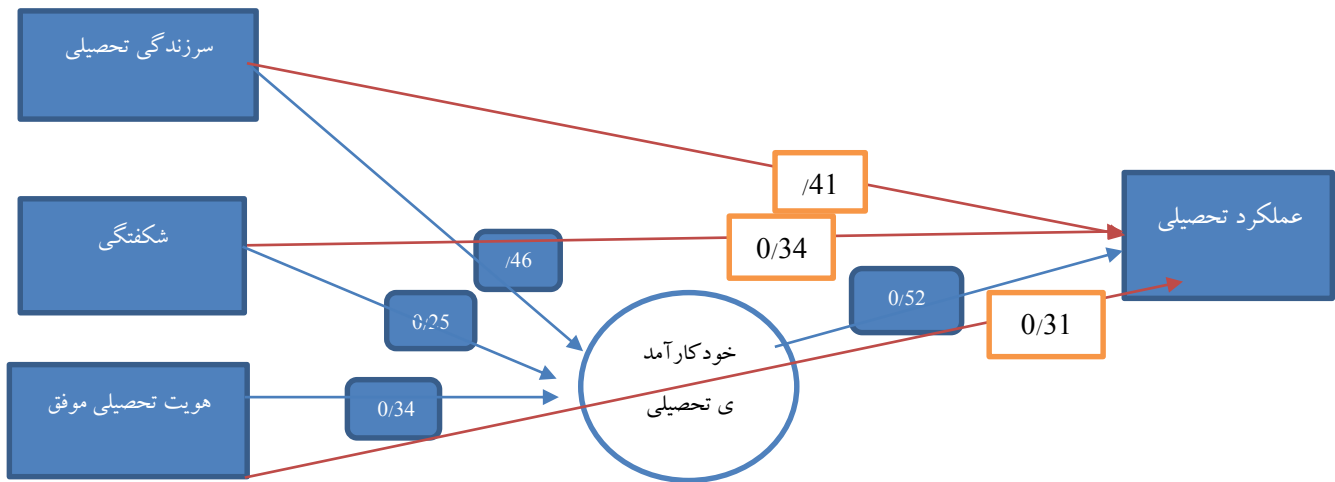 سرزندگی تحصیلی
/41
عملکرد تحصیلی
شکفتگی
0/34
/46
0/52
0/25
0/31
خودکارآمد
ی تحصیلی
هویت تحصیلی موفق
0/34